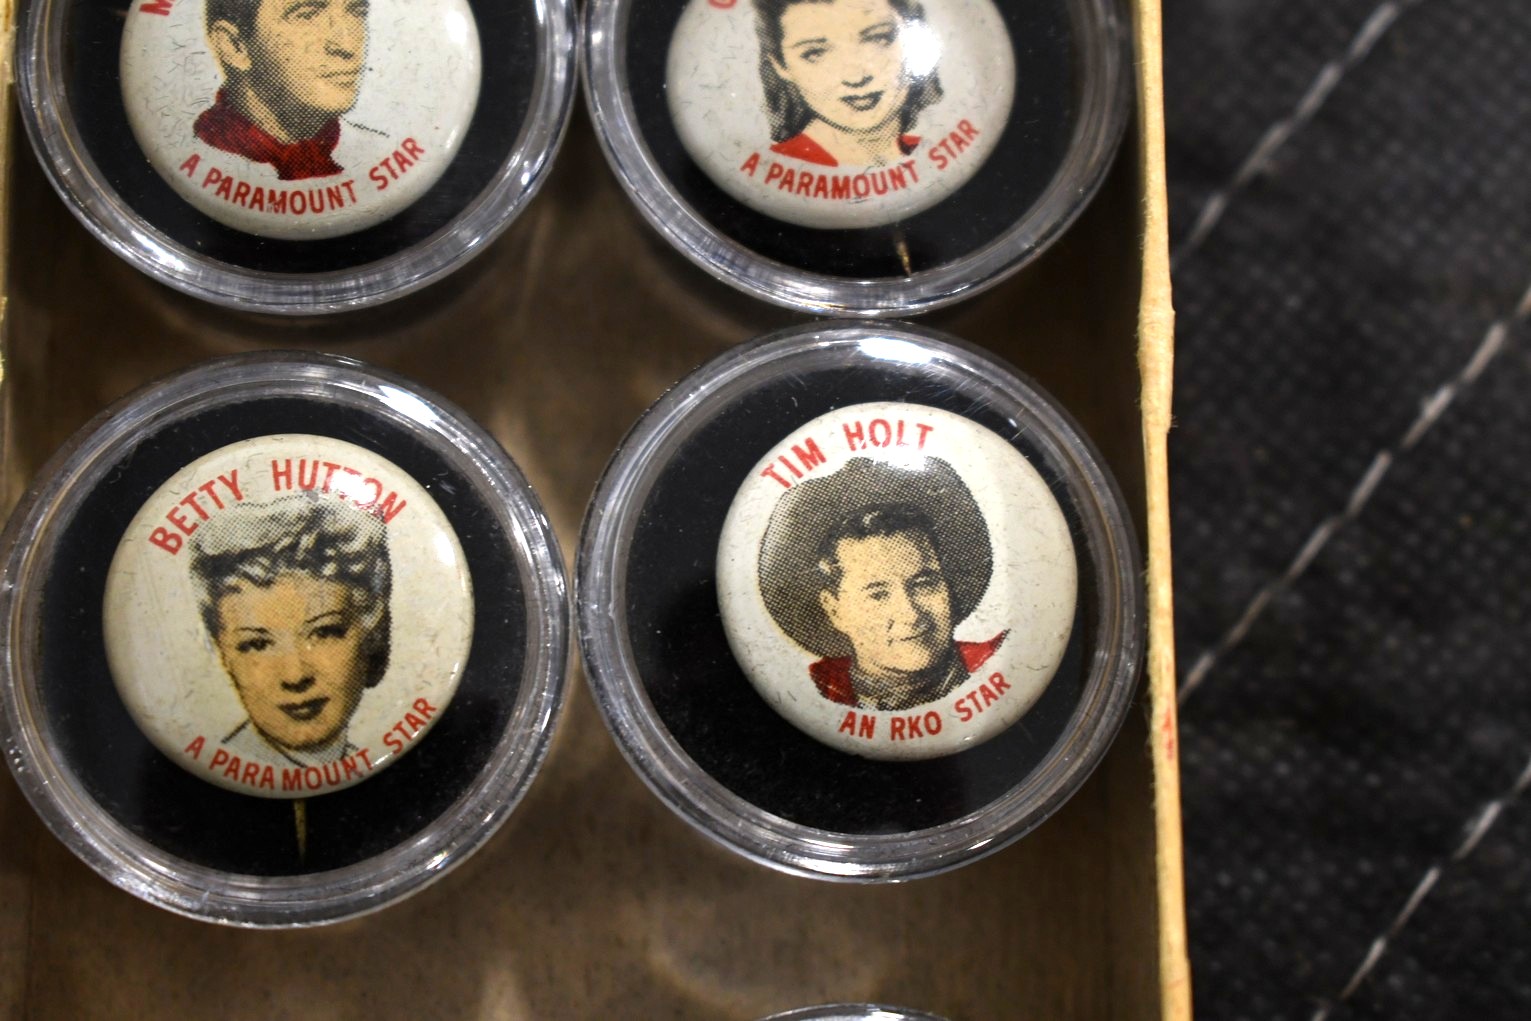 A PARAMOUNT STAR
A PARAMOUNT STAR
BETTY HUTTON
A PARAMOUNT STAR
TIM HOLT
AN RKO STAR